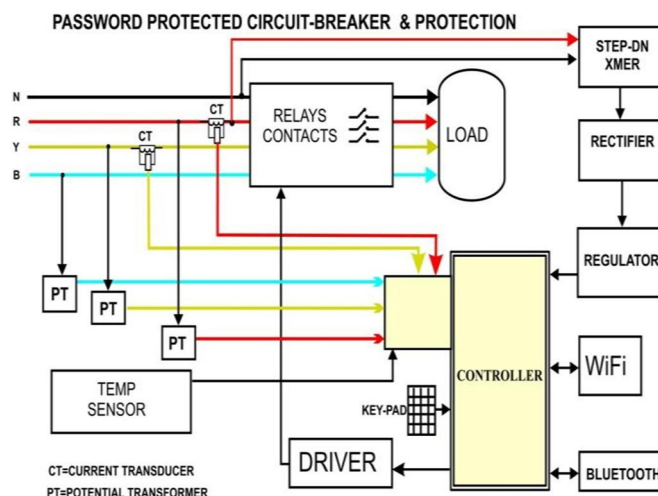 PASSWORD PROTECTED CIRCUIT-BREAKER & PROTECTION
STEP-DN
XMER
N
R
Y
B
CT
CT
RELAYS
CONTACTS
LOAD
RECTIFIER
REGULATOR
PT
PT
PT
TEMP
SENSOR
KEY-PAD
CONTROLLER
WiFi
DRIVER
BLUETOOTH
CT=CURRENT TRANSDUCER
PT=POTENTIAL TRANSFORMER